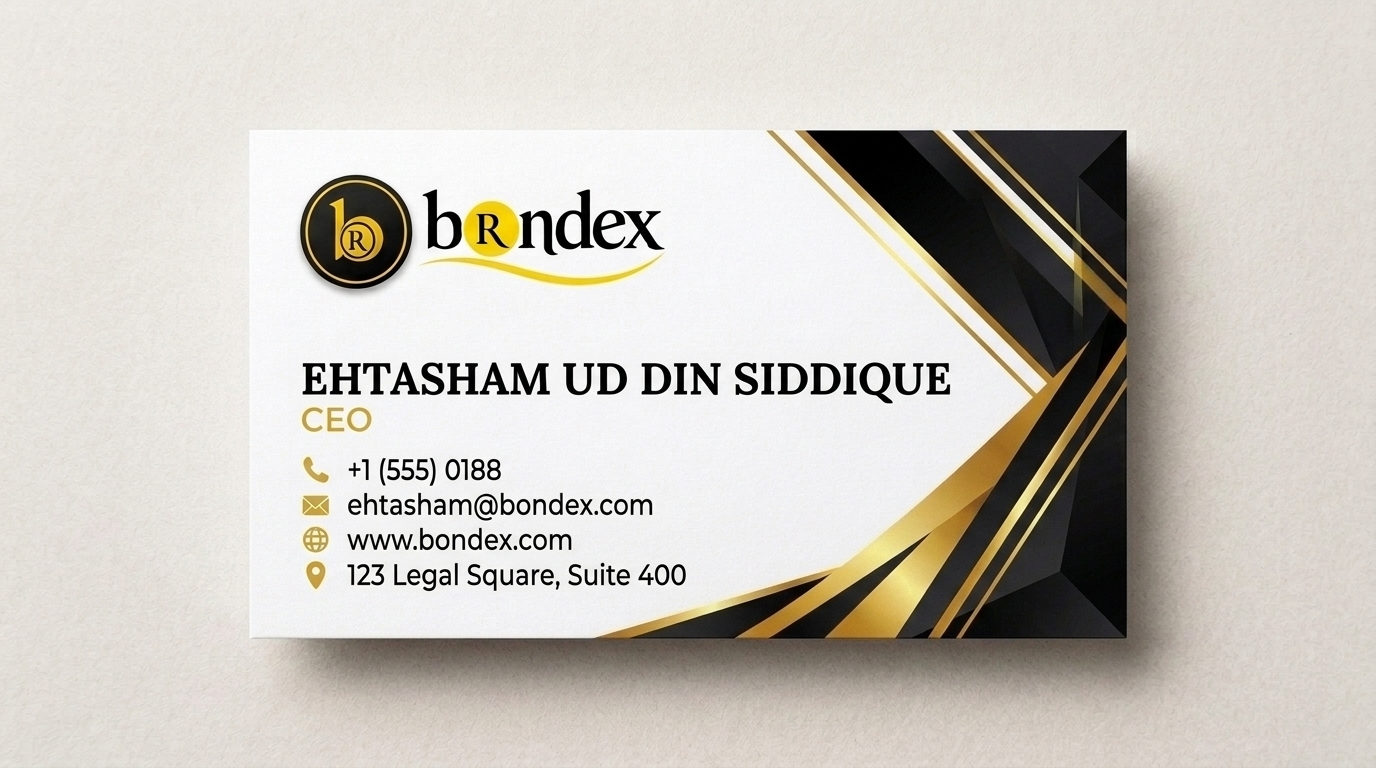 b R
bRndex
EHTASHAM UD DIN SIDDIQUE
CEO
+1 (555) 0188
ehtasham@bondex.com
www.bondex.com
123 Legal Square, Suite 400